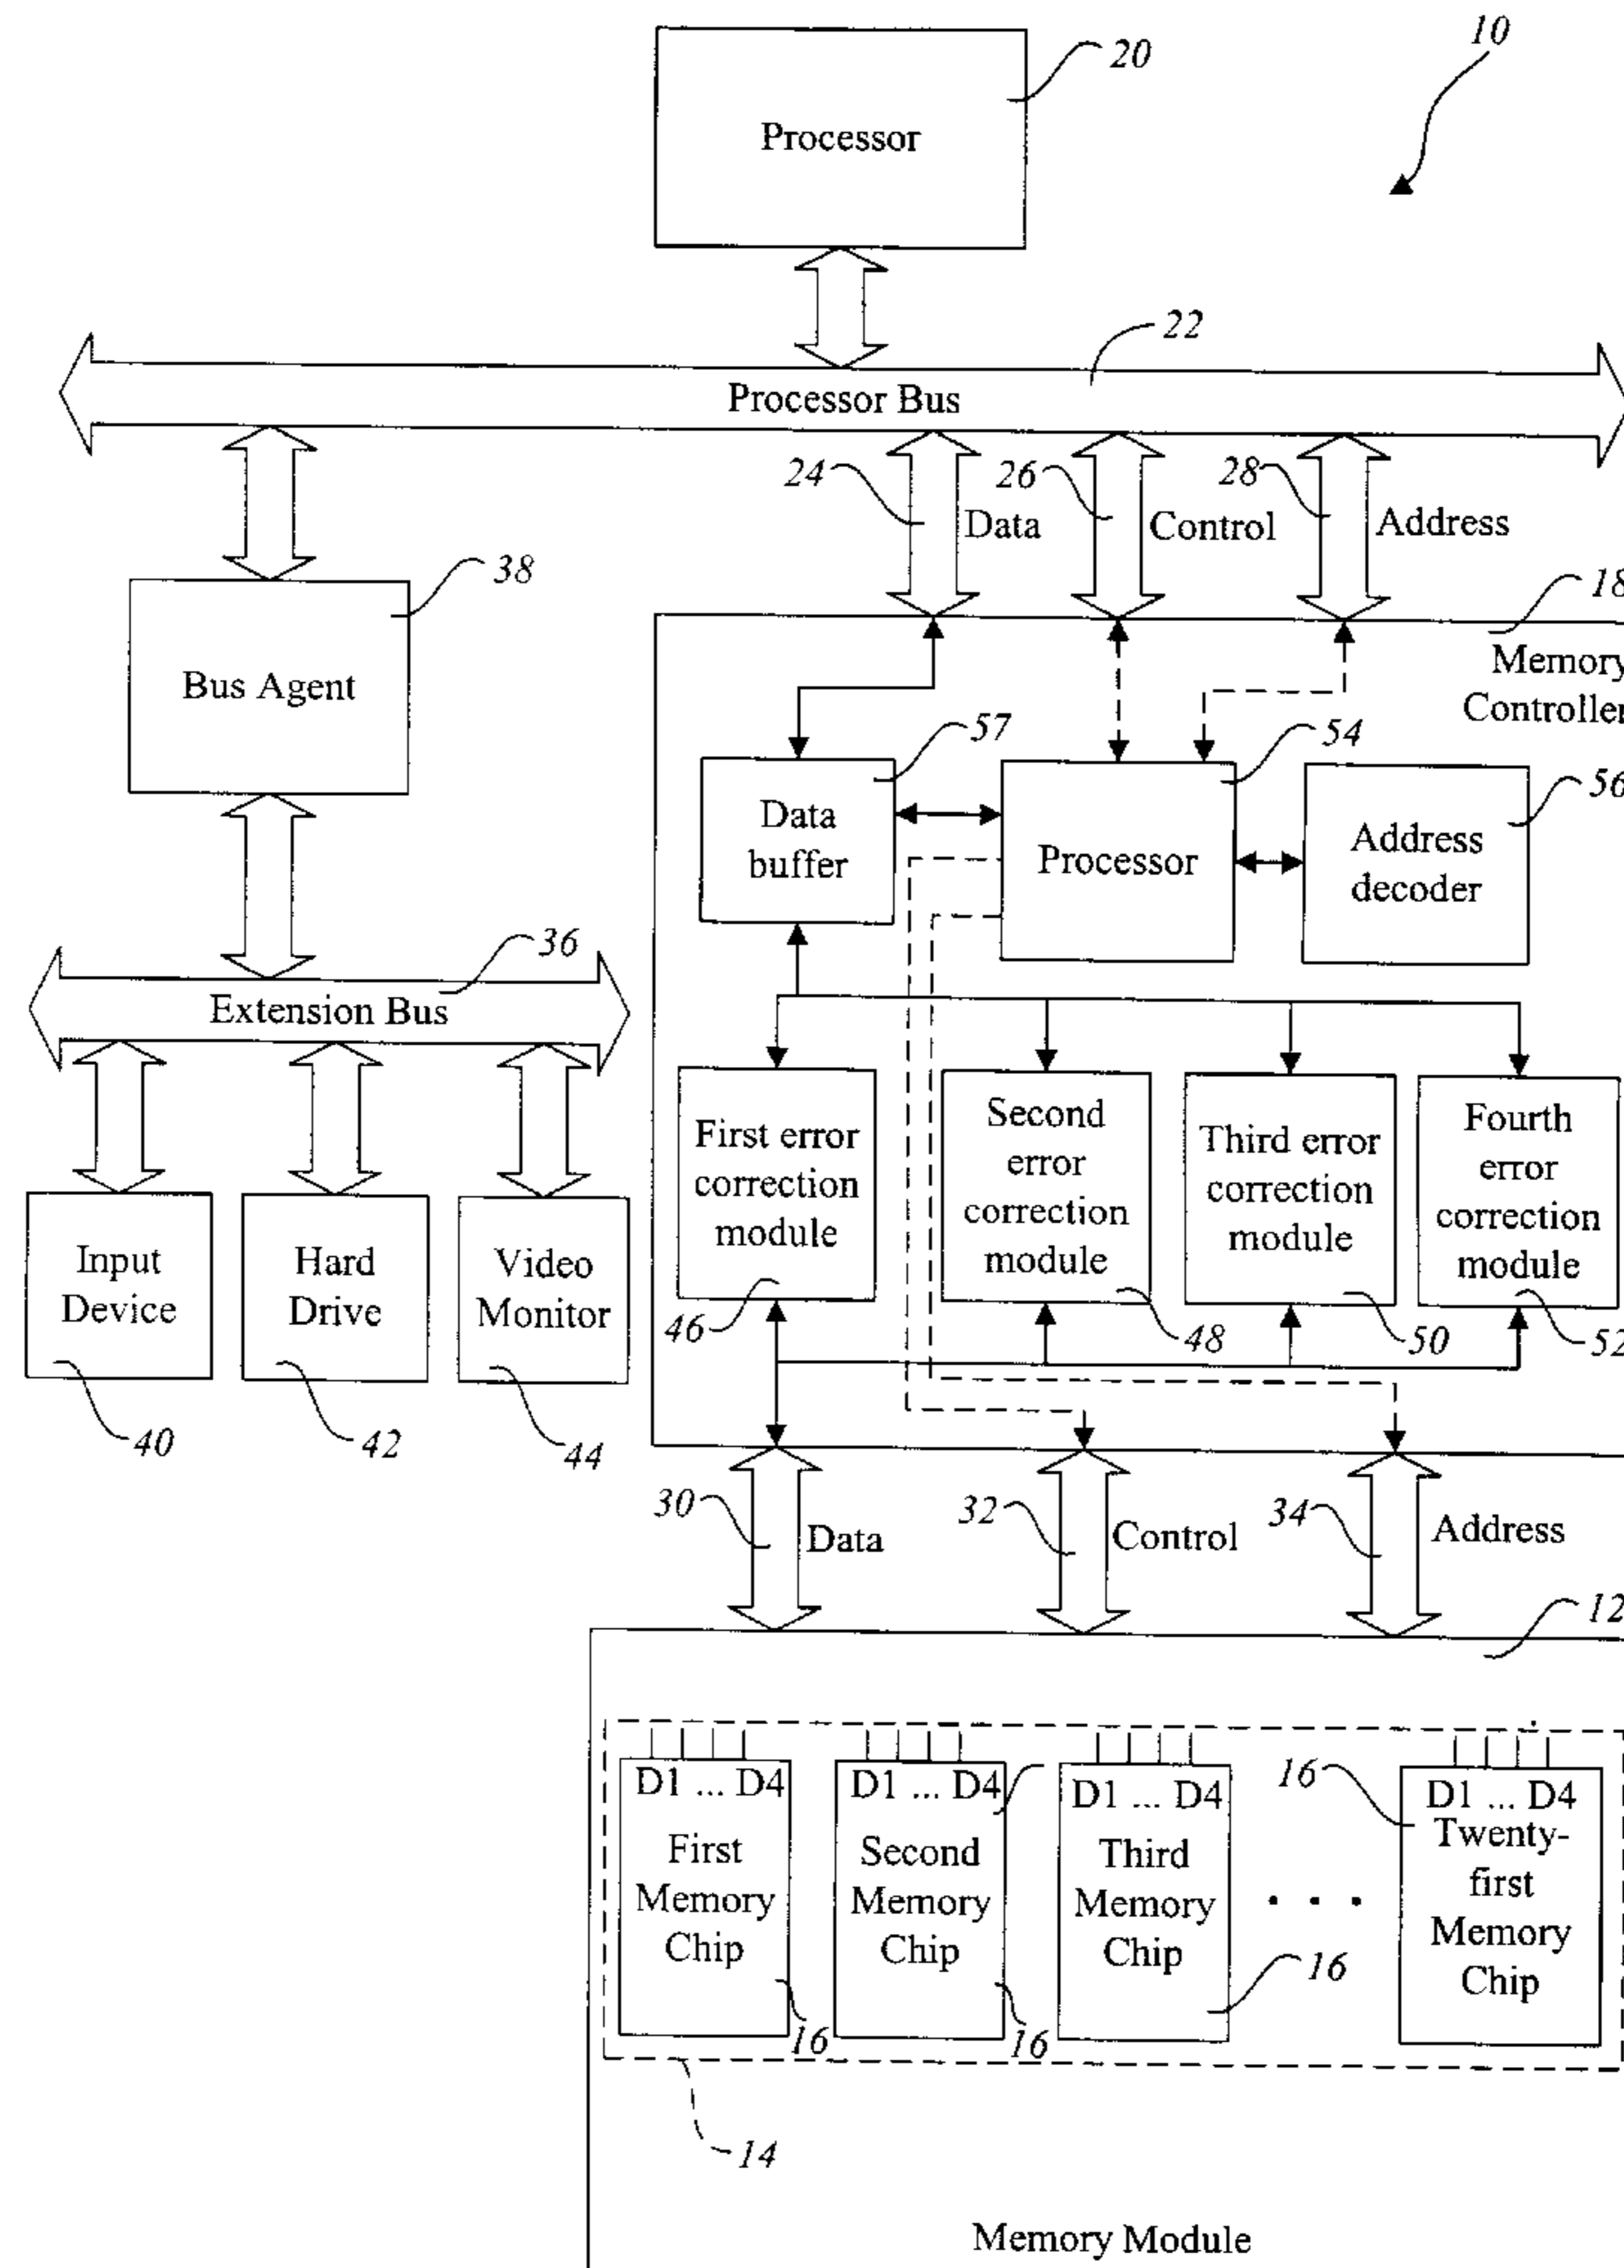 10
20
Processor
22
Processor Bus
24
Data
26
Control
28
Address
38
Bus Agent
18
Memory
Controller
57
Data
buffer
54
Processor
56
Address
decoder
36
Extension Bus
First error
correction
module
46
Second
error
correction
module
48
Third error
correction
module
50
Fourth
error
correction
module
52
Input
Device
40
Hard
Drive
42
Video
Monitor
44
30
Data
32
Control
34
Address
12
D1 ... D4
First
Memory
Chip
16
D1 ... D4
Second
Memory
Chip
16
D1 ... D4
Third
Memory
Chip
16
. . .
16
D1 ... D4
Twenty-
first
Memory
Chip
14
Memory Module